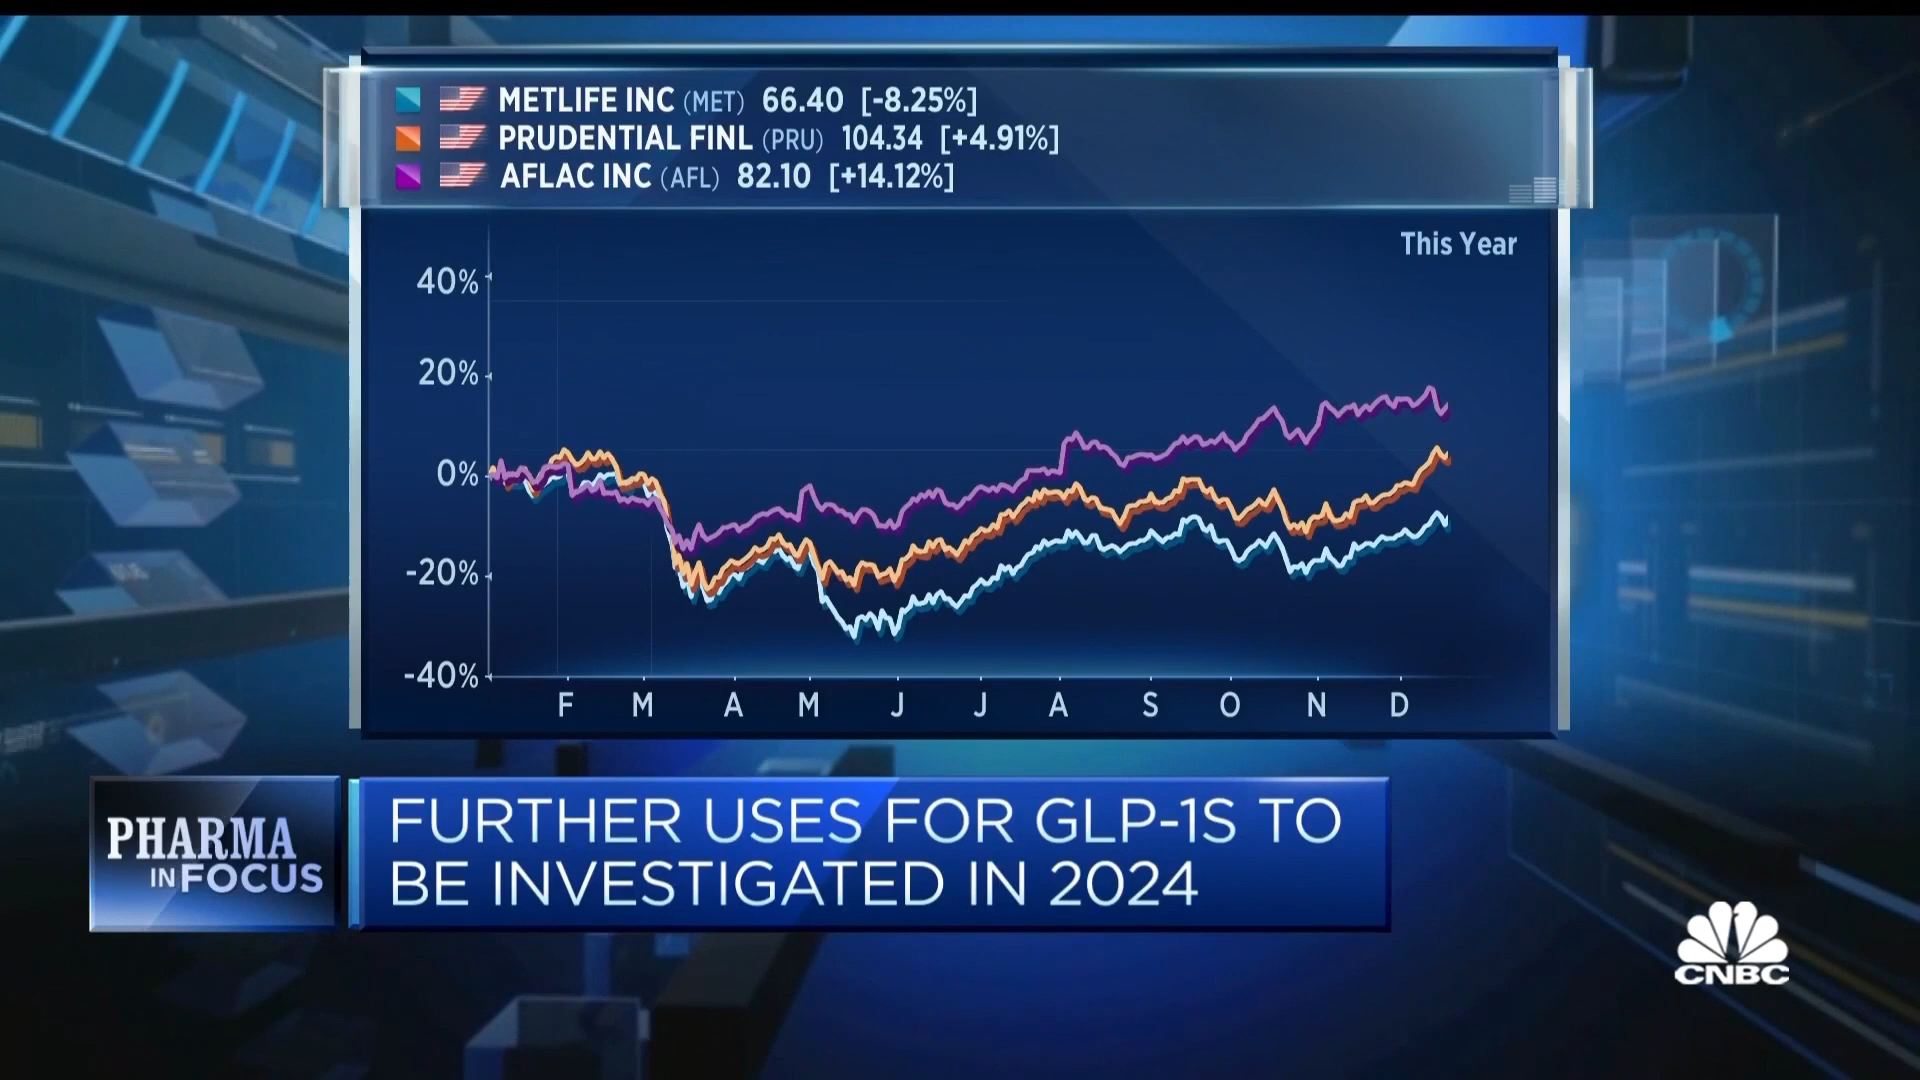 METLIFE INC (MET) 66.40 [-8.25%]
PRUDENTIAL FINL (PRU) 104.34 [+4.91%]
AFLAC INC (AFL) 82.10 [+14.12%]
This Year
40%
20%
0%
-20%
-40%
F M A M J J A S O N D
PHARMA
IN FOCUS
FURTHER USES FOR GLP-1S TO
BE INVESTIGATED IN 2024
CNBC